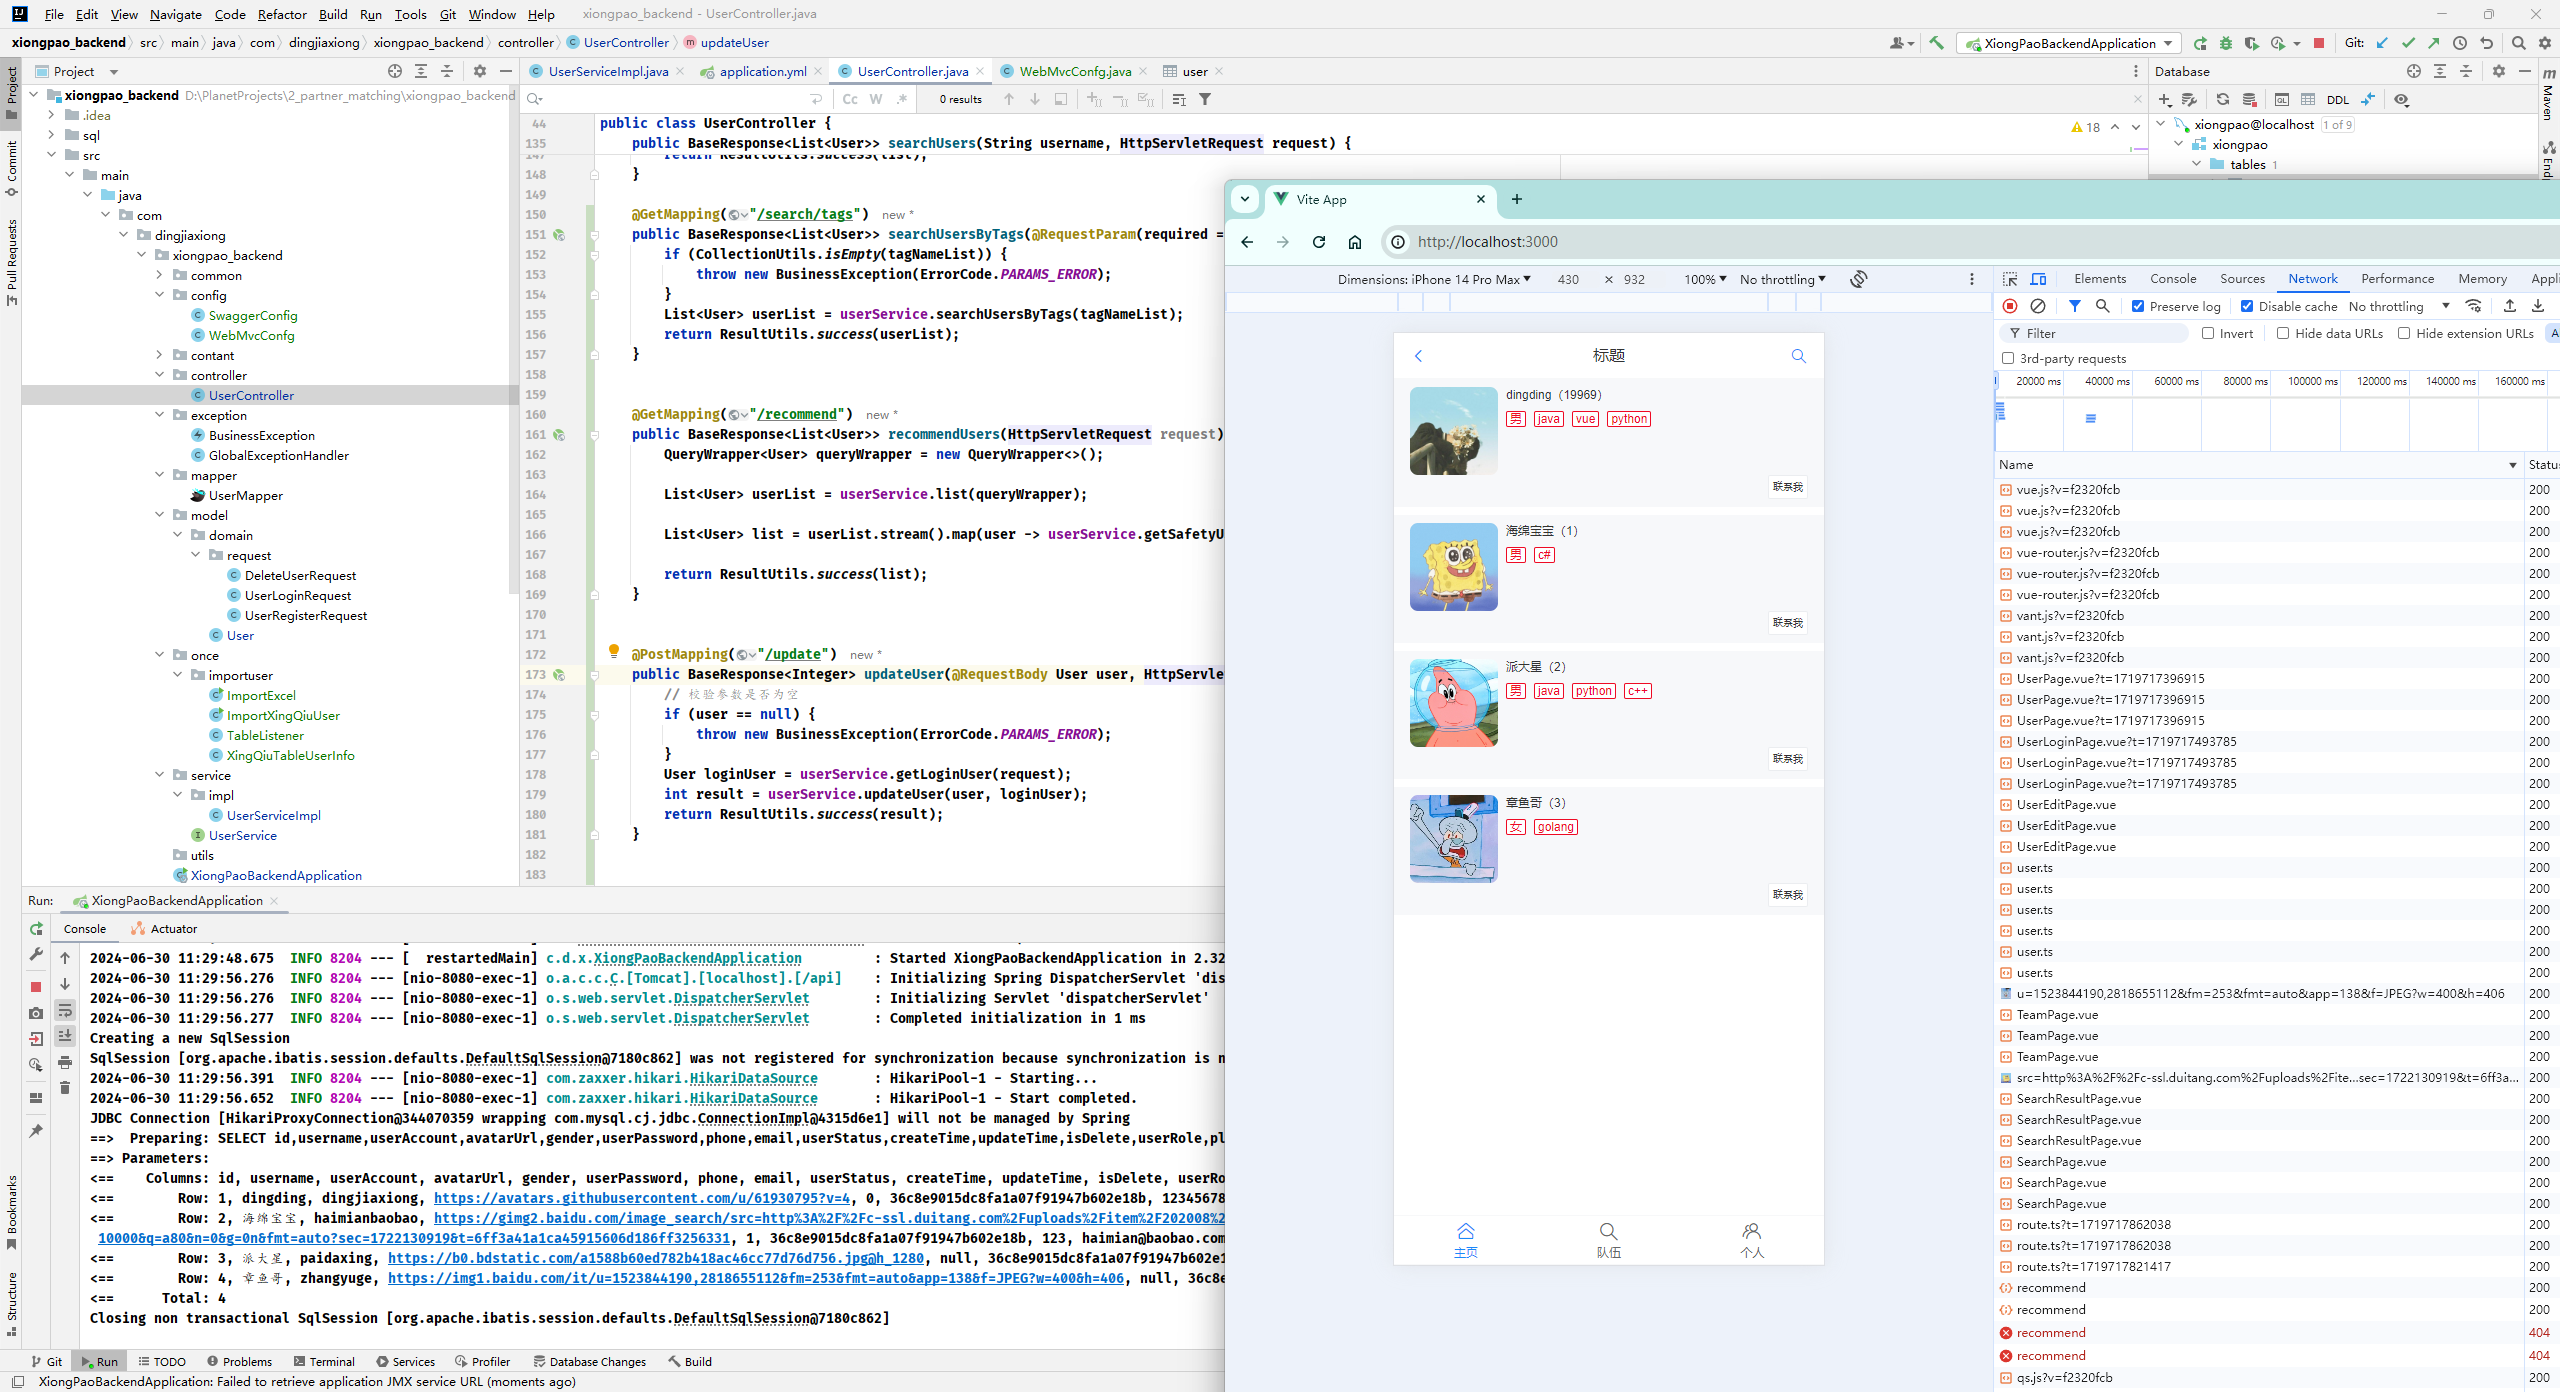 File Edit View Navigate Code Refactor Build Run Tools Git Window Help xiongpao_backend - UserController.java
xiongpao_backend src main java com dingjiaxiong xiongpao_backend controller UserController updateUser
XiongPaoBackendApplication Git:
Project
UserServiceImpl.java application.yml UserController.java WebMvcConfg.java user
Database
xiongpao_backend D:\PlanetProjects\2_partner_matching\xiongpao_backend
.idea
sql
src
main
java
com
dingjiaxiong
xiongpao_backend
common
config
SwaggerConfig
WebMvcConfg
contant
controller
UserController
exception
BusinessException
GlobalExceptionHandler
mapper
UserMapper
model
domain
request
DeleteUserRequest
UserLoginRequest
UserRegisterRequest
User
once
importuser
ImportExcel
ImportXingQiuUser
TableListener
XingQiuTableUserInfo
service
impl
UserServiceImpl
UserService
utils
XiongPaoBackendApplication
Project
Commit
Pull Requests
Bookmarks
Structure
Cc W .* 0 results
44 public class UserController {
135 public BaseResponse<List<User>> searchUsers(String username, HttpServletRequest request) {
147 return ResultUtils.success(list);
148 }
149
150 @GetMapping("/search/tags") new *
151 public BaseResponse<List<User>> searchUsersByTags(@RequestParam(required =
152 if (CollectionUtils.isEmpty(tagNameList)) {
153 throw new BusinessException(ErrorCode.PARAMS_ERROR);
154 }
155 List<User> userList = userService.searchUsersByTags(tagNameList);
156 return ResultUtils.success(userList);
157 }
158
159
160 @GetMapping("/recommend") new *
161 public BaseResponse<List<User>> recommendUsers(HttpServletRequest request)
162 QueryWrapper<User> queryWrapper = new QueryWrapper<>();
163
164 List<User> userList = userService.list(queryWrapper);
165
166 List<User> list = userList.stream().map(user -> userService.getSafetyU
167
168 return ResultUtils.success(list);
169 }
170
171
172 @PostMapping("/update") new *
173 public BaseResponse<Integer> updateUser(@RequestBody User user, HttpServle
174 // 校验参数是否为空
175 if (user == null) {
176 throw new BusinessException(ErrorCode.PARAMS_ERROR);
177 }
178 User loginUser = userService.getLoginUser(request);
179 int result = userService.updateUser(user, loginUser);
180 return ResultUtils.success(result);
181 }
182
183
18
DDL
xiongpao@localhost 1 of 9
xiongpao
tables 1
Maven
Endp
Vite App
http://localhost:3000
Dimensions: iPhone 14 Pro Max 430 × 932 100% No throttling
标题
dingding（19969）
男 java vue python
联系我
海绵宝宝（1）
男 c#
联系我
派大星（2）
男 java python c++
联系我
章鱼哥（3）
女 golang
联系我
主页 队伍 个人
Elements Console Sources Network Performance Memory Appli
Preserve log Disable cache No throttling
Filter Invert Hide data URLs Hide extension URLs A
3rd-party requests
20000 ms 40000 ms 60000 ms 80000 ms 100000 ms 120000 ms 140000 ms 160000 ms
Name Statu
vue.js?v=f2320fcb 200
vue.js?v=f2320fcb 200
vue.js?v=f2320fcb 200
vue-router.js?v=f2320fcb 200
vue-router.js?v=f2320fcb 200
vue-router.js?v=f2320fcb 200
vant.js?v=f2320fcb 200
vant.js?v=f2320fcb 200
vant.js?v=f2320fcb 200
UserPage.vue?t=1719717396915 200
UserPage.vue?t=1719717396915 200
UserPage.vue?t=1719717396915 200
UserLoginPage.vue?t=1719717493785 200
UserLoginPage.vue?t=1719717493785 200
UserLoginPage.vue?t=1719717493785 200
UserEditPage.vue 200
UserEditPage.vue 200
UserEditPage.vue 200
user.ts 200
user.ts 200
user.ts 200
user.ts 200
user.ts 200
user.ts 200
u=1523844190,2818655112&fm=253&fmt=auto&app=138&f=JPEG?w=400&h=406 200
TeamPage.vue 200
TeamPage.vue 200
TeamPage.vue 200
src=http%3A%2F%2Fc-ssl.duitang.com%2Fuploads%2Fite...sec=1722130919&t=6ff3a... 200
SearchResultPage.vue 200
SearchResultPage.vue 200
SearchResultPage.vue 200
SearchPage.vue 200
SearchPage.vue 200
SearchPage.vue 200
route.ts?t=1719717862038 200
route.ts?t=1719717862038 200
route.ts?t=1719717821417 200
recommend 200
recommend 200
recommend 404
recommend 404
qs.js?v=f2320fcb 200
Run: XiongPaoBackendApplication
Console Actuator
2024-06-30 11:29:48.675 INFO 8204 --- [ restartedMain] c.d.x.XiongPaoBackendApplication : Started XiongPaoBackendApplication in 2.32
2024-06-30 11:29:56.276 INFO 8204 --- [nio-8080-exec-1] o.a.c.c.C.[Tomcat].[localhost].[/api] : Initializing Spring DispatcherServlet 'dis
2024-06-30 11:29:56.276 INFO 8204 --- [nio-8080-exec-1] o.s.web.servlet.DispatcherServlet : Initializing Servlet 'dispatcherServlet'
2024-06-30 11:29:56.277 INFO 8204 --- [nio-8080-exec-1] o.s.web.servlet.DispatcherServlet : Completed initialization in 1 ms
Creating a new SqlSession
SqlSession [org.apache.ibatis.session.defaults.DefaultSqlSession@7180c862] was not registered for synchronization because synchronization is n
2024-06-30 11:29:56.391 INFO 8204 --- [nio-8080-exec-1] com.zaxxer.hikari.HikariDataSource : HikariPool-1 - Starting...
2024-06-30 11:29:56.652 INFO 8204 --- [nio-8080-exec-1] com.zaxxer.hikari.HikariDataSource : HikariPool-1 - Start completed.
JDBC Connection [HikariProxyConnection@344070359 wrapping com.mysql.cj.jdbc.ConnectionImpl@4315d6e1] will not be managed by Spring
==> Preparing: SELECT id,username,userAccount,avatarUrl,gender,userPassword,phone,email,userStatus,createTime,updateTime,isDelete,userRole,pl
==> Parameters:
<== Columns: id, username, userAccount, avatarUrl, gender, userPassword, phone, email, userStatus, createTime, updateTime, isDelete, userRo
<== Row: 1, dingding, dingjiaxiong, https://avatars.githubusercontent.com/u/61930795?v=4, 0, 36c8e9015dc8fa1a07f91947b602e18b, 12345678
<== Row: 2, 海绵宝宝, haimianbaobao, https://gimg2.baidu.com/image_search/src=http%3A%2F%2Fc-ssl.duitang.com%2Fuploads%2Fitem%2F202008%2
10000&q=a80&n=0&g=0n&fmt=auto?sec=1722130919&t=6ff3a41a1ca45915606d186ff3256331, 1, 36c8e9015dc8fa1a07f91947b602e18b, 123, haimian@baobao.com
<== Row: 3, 派大星, paidaxing, https://b0.bdstatic.com/a1588b60ed782b418ac46cc77d76d756.jpg@h_1280, null, 36c8e9015dc8fa1a07f91947b602e1
<== Row: 4, 章鱼哥, zhangyuge, https://img1.baidu.com/it/u=1523844190,2818655112&fm=253&fmt=auto&app=138&f=JPEG?w=400&h=406, null, 36c8e
<== Total: 4
Closing non transactional SqlSession [org.apache.ibatis.session.defaults.DefaultSqlSession@7180c862]
Git Run TODO Problems Terminal Services Profiler Database Changes Build
XiongPaoBackendApplication: Failed to retrieve application JMX service URL (moments ago)